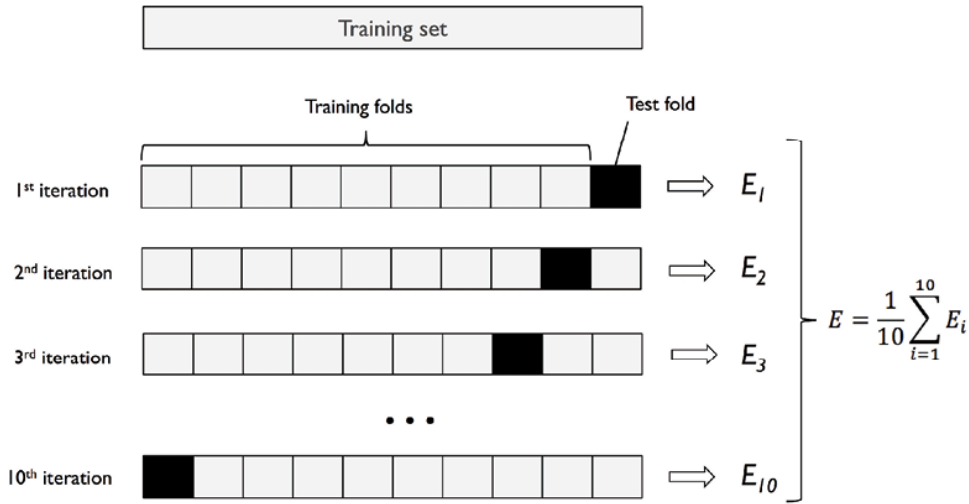 Training set
Training folds
Test fold
1st iteration
E1
2nd iteration
E2
3rd iteration
E3
E = 1/10 ∑ i=1 10 Ei
• • •
10th iteration
E10